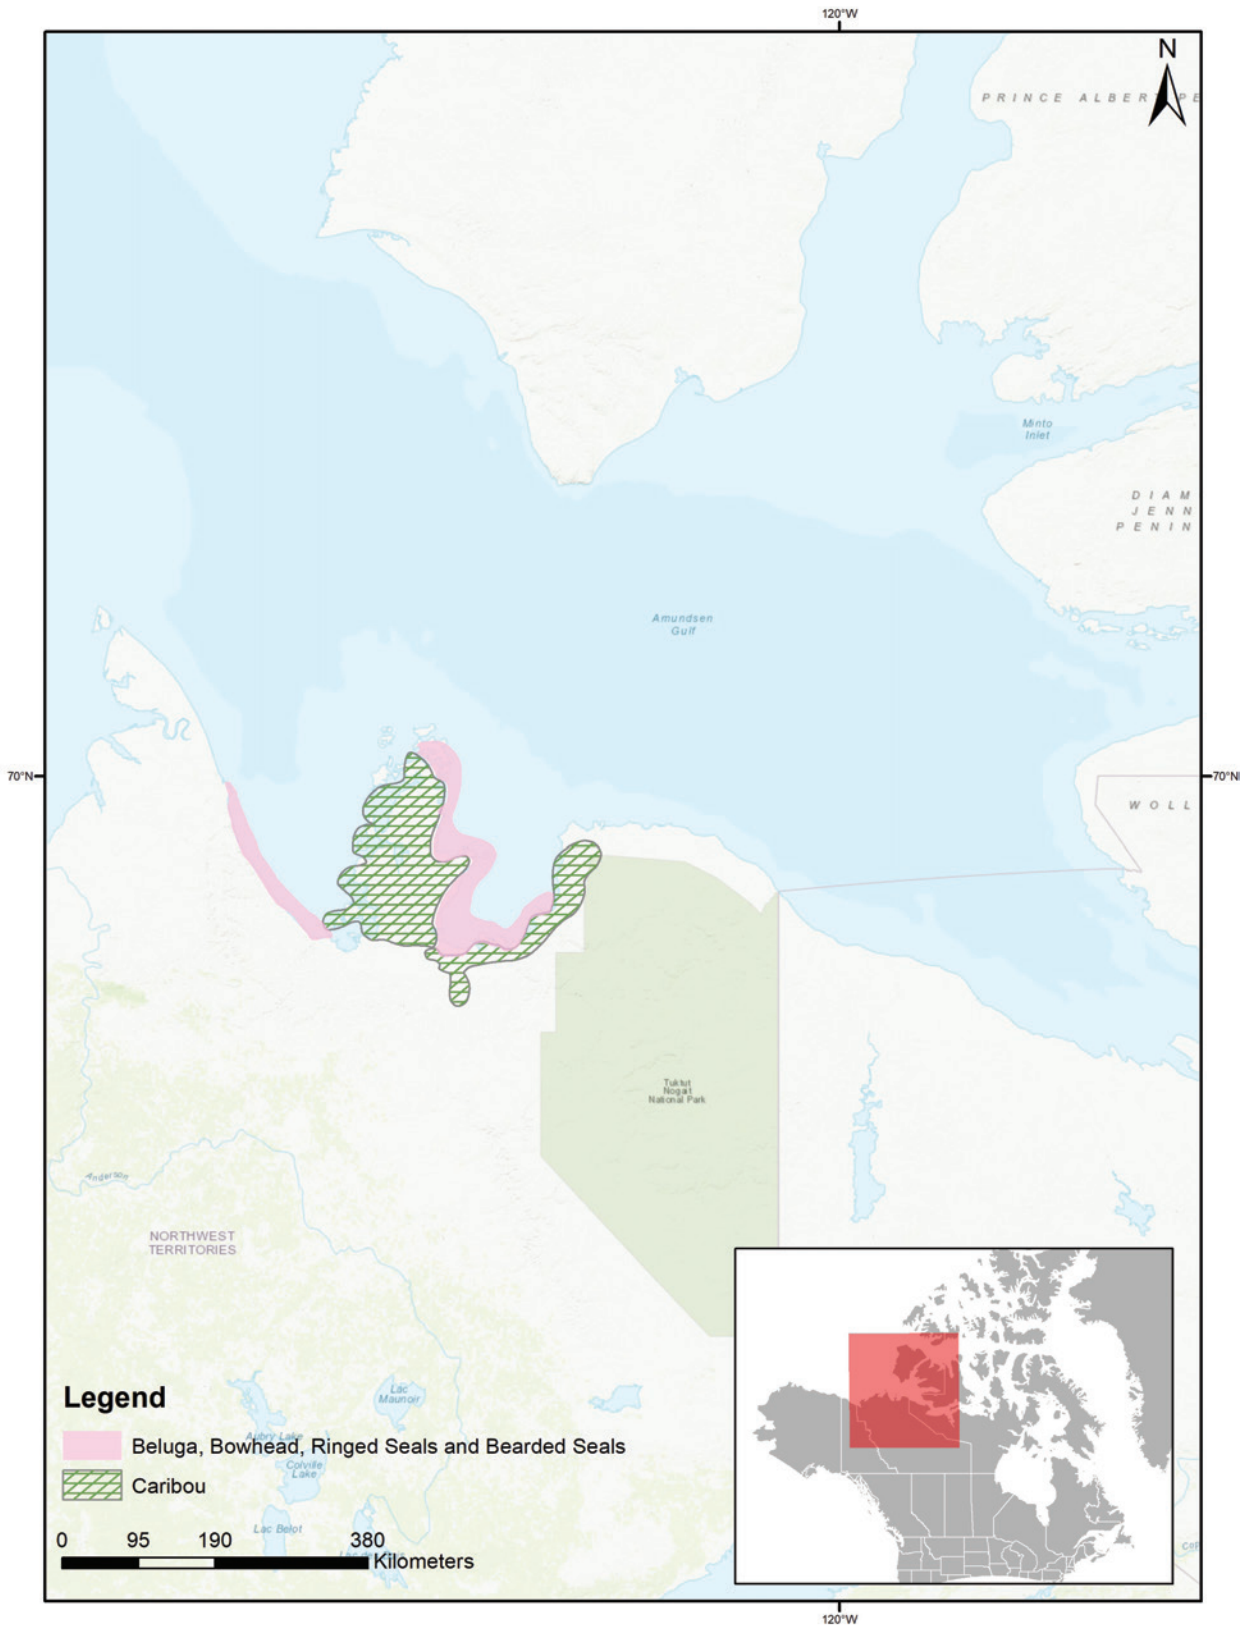 120°W
N
PRINCE ALBERT PE
Minto
Inlet
DIAM
JENN
PENIN
Amundsen
Gulf
70°N
70°N
WOLL
Tuktut
Nogait
National Park
Anderson
NORTHWEST
TERRITORIES
Legend
Lac
Maunoir
Aubry Lake
Beluga, Bowhead, Ringed Seals and Bearded Seals
Colville
Lake
Caribou
Lac Belot
0 95 190 380
Kilometers
120°W